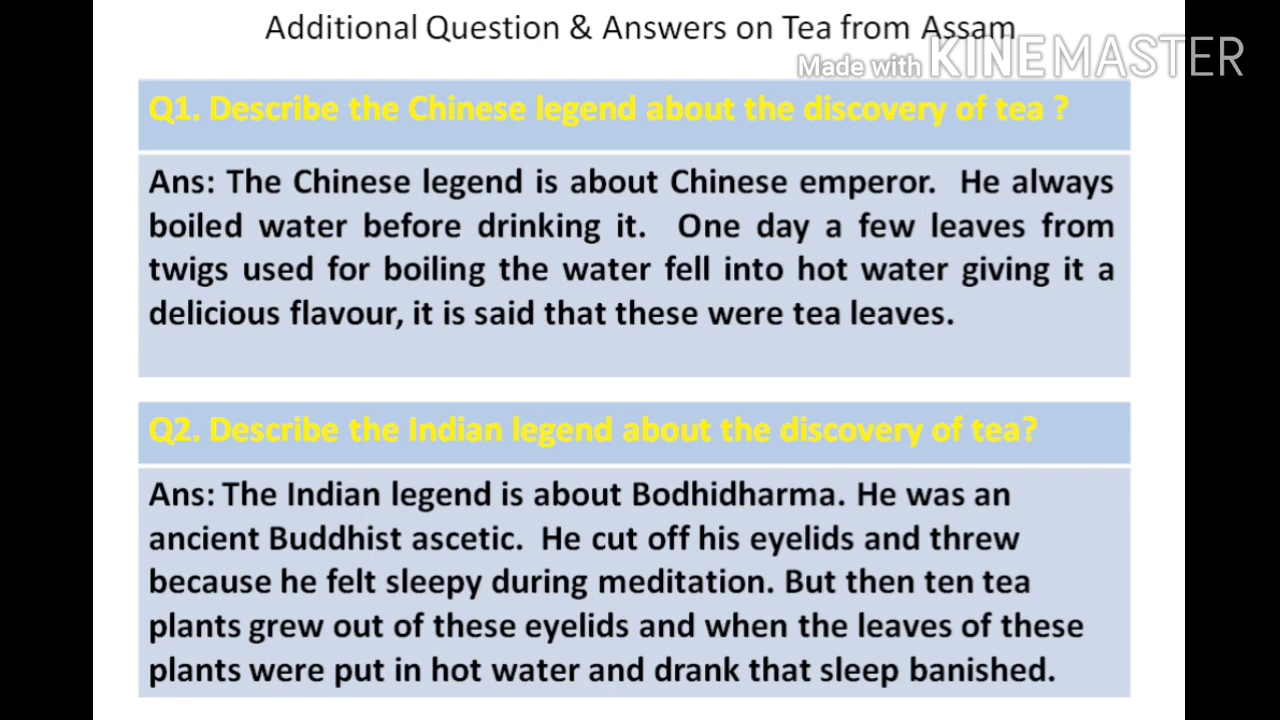 Additional Question & Answers on Tea from Assam
Made with KINEMASTER
Q1. Describe the Chinese legend about the discovery of tea ?
Ans: The Chinese legend is about Chinese emperor. He always
boiled water before drinking it. One day a few leaves from
twigs used for boiling the water fell into hot water giving it a
delicious flavour, it is said that these were tea leaves.
Q2. Describe the Indian legend about the discovery of tea?
Ans: The Indian legend is about Bodhidharma. He was an
ancient Buddhist ascetic. He cut off his eyelids and threw
because he felt sleepy during meditation. But then ten tea
plants grew out of these eyelids and when the leaves of these
plants were put in hot water and drank that sleep banished.